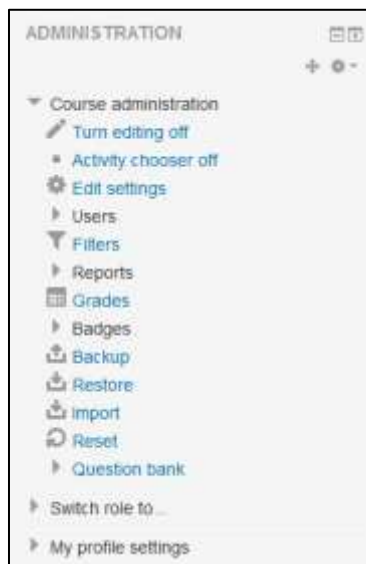 ADMINISTRATION
Course administration
Turn editing off
Activity chooser off
Edit settings
Users
Filters
Reports
Grades
Badges
Backup
Restore
Import
Reset
Question bank
Switch role to...
My profile settings